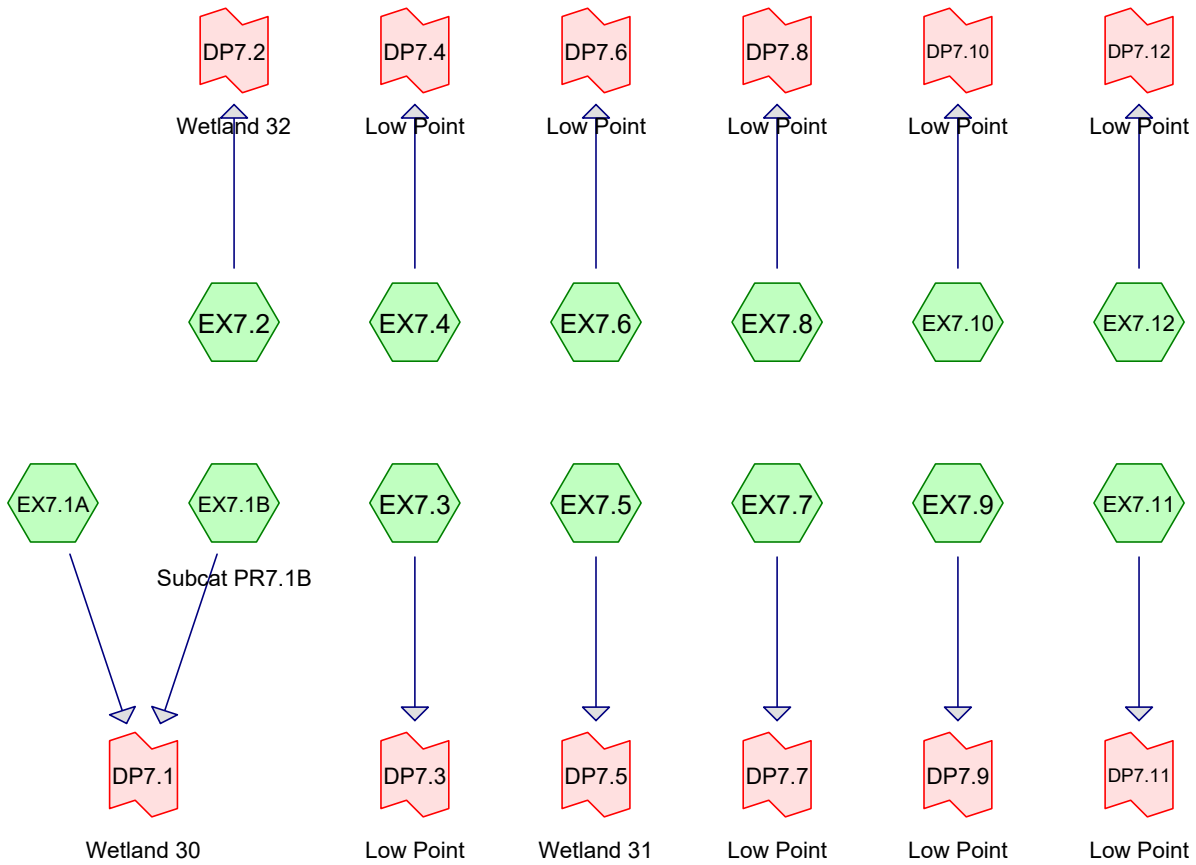 DP7.2
DP7.4
DP7.6
DP7.8
DP7.10
DP7.12
Wetland 32
Low Point
Low Point
Low Point
Low Point
Low Point
EX7.2
EX7.4
EX7.6
EX7.8
EX7.10
EX7.12
EX7.1A
EX7.1B
EX7.3
EX7.5
EX7.7
EX7.9
EX7.11
Subcat PR7.1B
DP7.1
DP7.3
DP7.5
DP7.7
DP7.9
DP7.11
Wetland 30
Low Point
Wetland 31
Low Point
Low Point
Low Point